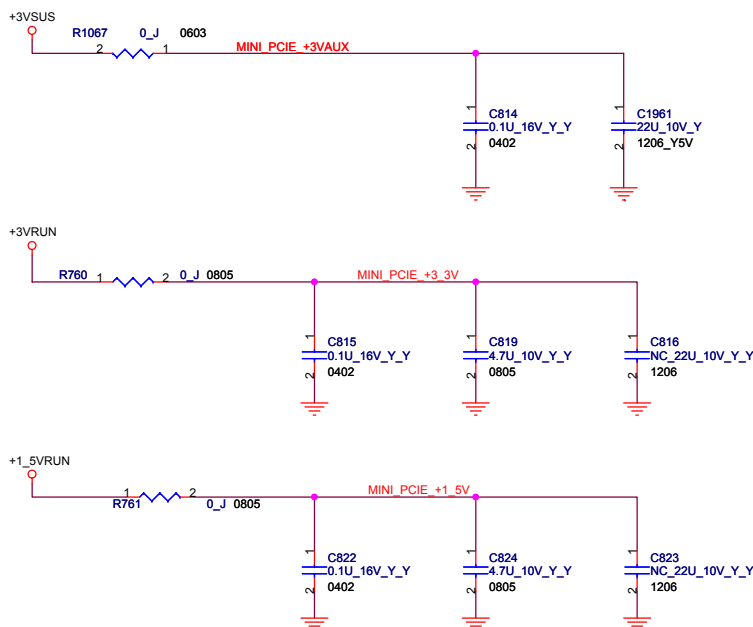 +3VSUS
R1067 0_J 0603
2 1 MINI_PCIE_+3VAUX
1 1
C814 C1961
0.1U_16V_Y_Y 22U_10V_Y
2 0402 2 1206_Y5V
+3VRUN
R760 1 2 0_J 0805 MINI_PCIE_+3_3V
1 1 1
C815 C819 C816
0.1U_16V_Y_Y 4.7U_10V_Y_Y NC_22U_10V_Y_Y
2 0402 2 0805 2 1206
+1_5VRUN
1 2 MINI_PCIE_+1_5V
R761 0_J 0805
1 1 1
C822 C824 C823
0.1U_16V_Y_Y 4.7U_10V_Y_Y NC_22U_10V_Y_Y
2 0402 2 0805 2 1206